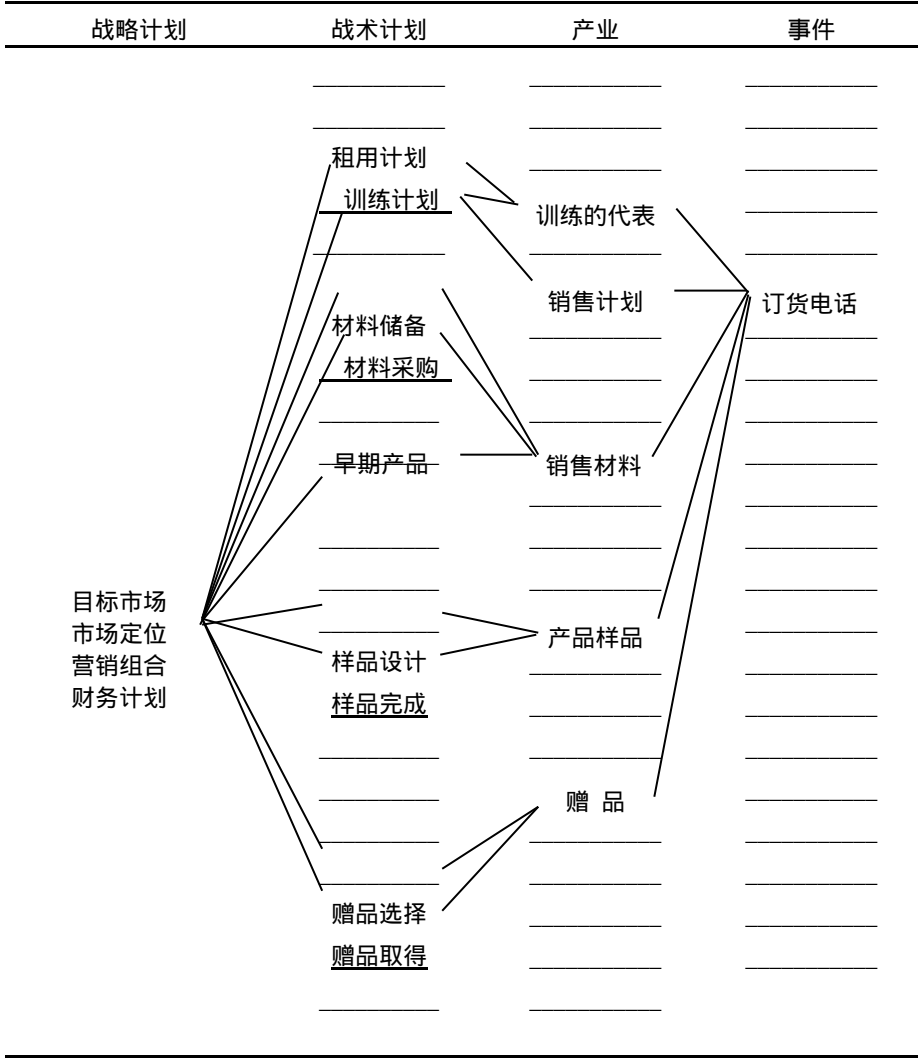 战略计划 战术计划 产业 事件
租用计划
训练计划
训练的代表
销售计划
订货电话
材料储备
材料采购
早期产品
销售材料
目标市场
市场定位
营销组合
财务计划
产品样品
样品设计
样品完成
赠 品
赠品选择
赠品取得